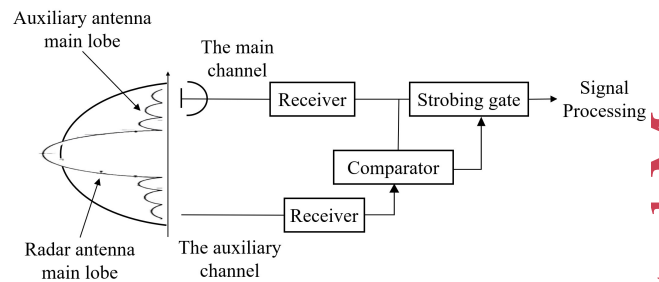 Auxiliary antenna
main lobe
The main
channel
Receiver
Strobing gate
Signal
Processing
Comparator
Receiver
Radar antenna
main lobe
The auxiliary
channel